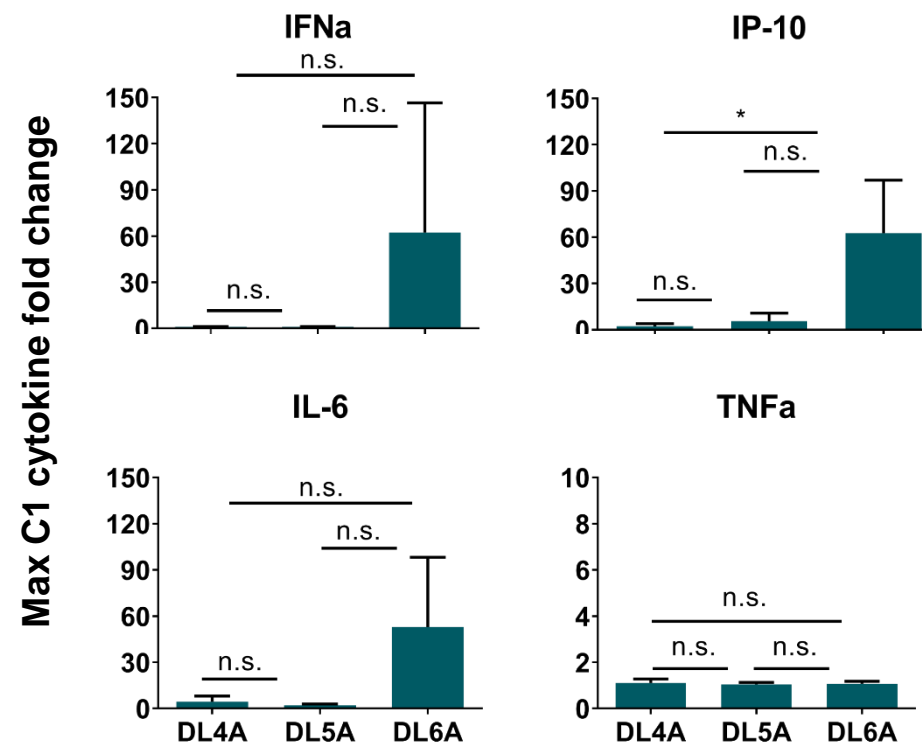 Max C1 cytokine fold change
IFNa
n.s.
n.s.
n.s.
150
120
90
60
30
0
IP-10
*
n.s.
n.s.
150
120
90
60
30
0
IL-6
n.s.
n.s.
n.s.
150
120
90
60
30
0
DL4A DL5A DL6A
TNFa
n.s.
n.s. n.s.
10
8
6
4
2
0
DL4A DL5A DL6A